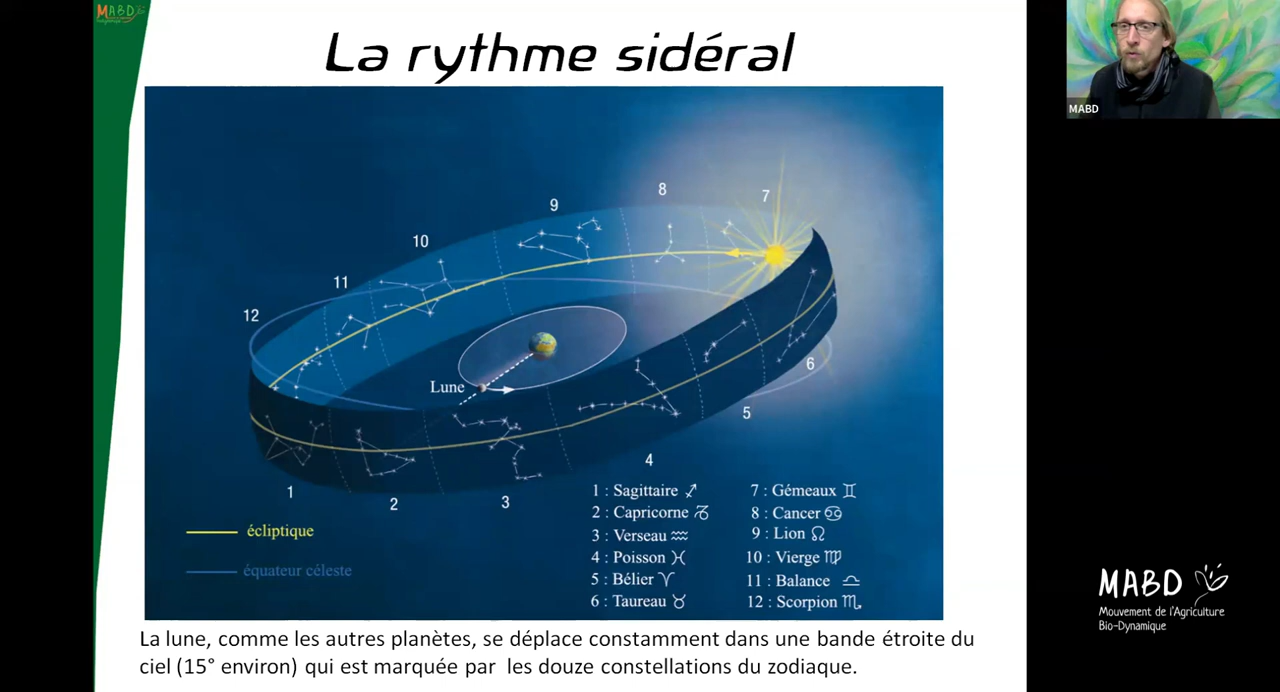 MABD
La rythme sidéral
8
7
9
10
11
12
Lune
6
5
4
1
2
3
écliptique
équateur céleste
1 : Sagittaire ♐
2 : Capricorne ♑
3 : Verseau ♒
4 : Poisson ♓
5 : Bélier ♈
6 : Taureau ♉
7 : Gémeaux ♊
8 : Cancer ♋
9 : Lion ♌
10 : Vierge ♍
11 : Balance ♎
12 : Scorpion ♏
La lune, comme les autres planètes, se déplace constamment dans une bande étroite du
ciel (15° environ) qui est marquée par les douze constellations du zodiaque.
MABD
MABD
Mouvement de l'Agriculture
Bio-Dynamique